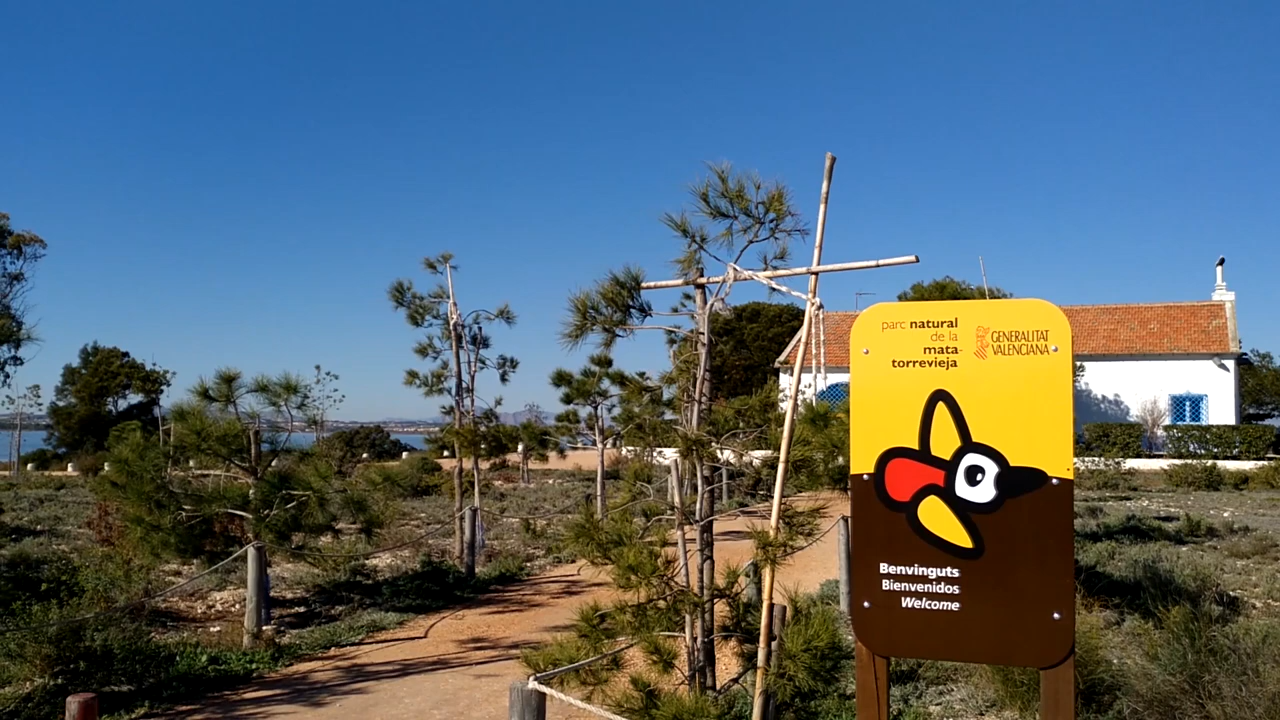 parc natural
de la
mata-
torrevieja
GENERALITAT
VALENCIANA
Benvinguts
Bienvenidos
Welcome